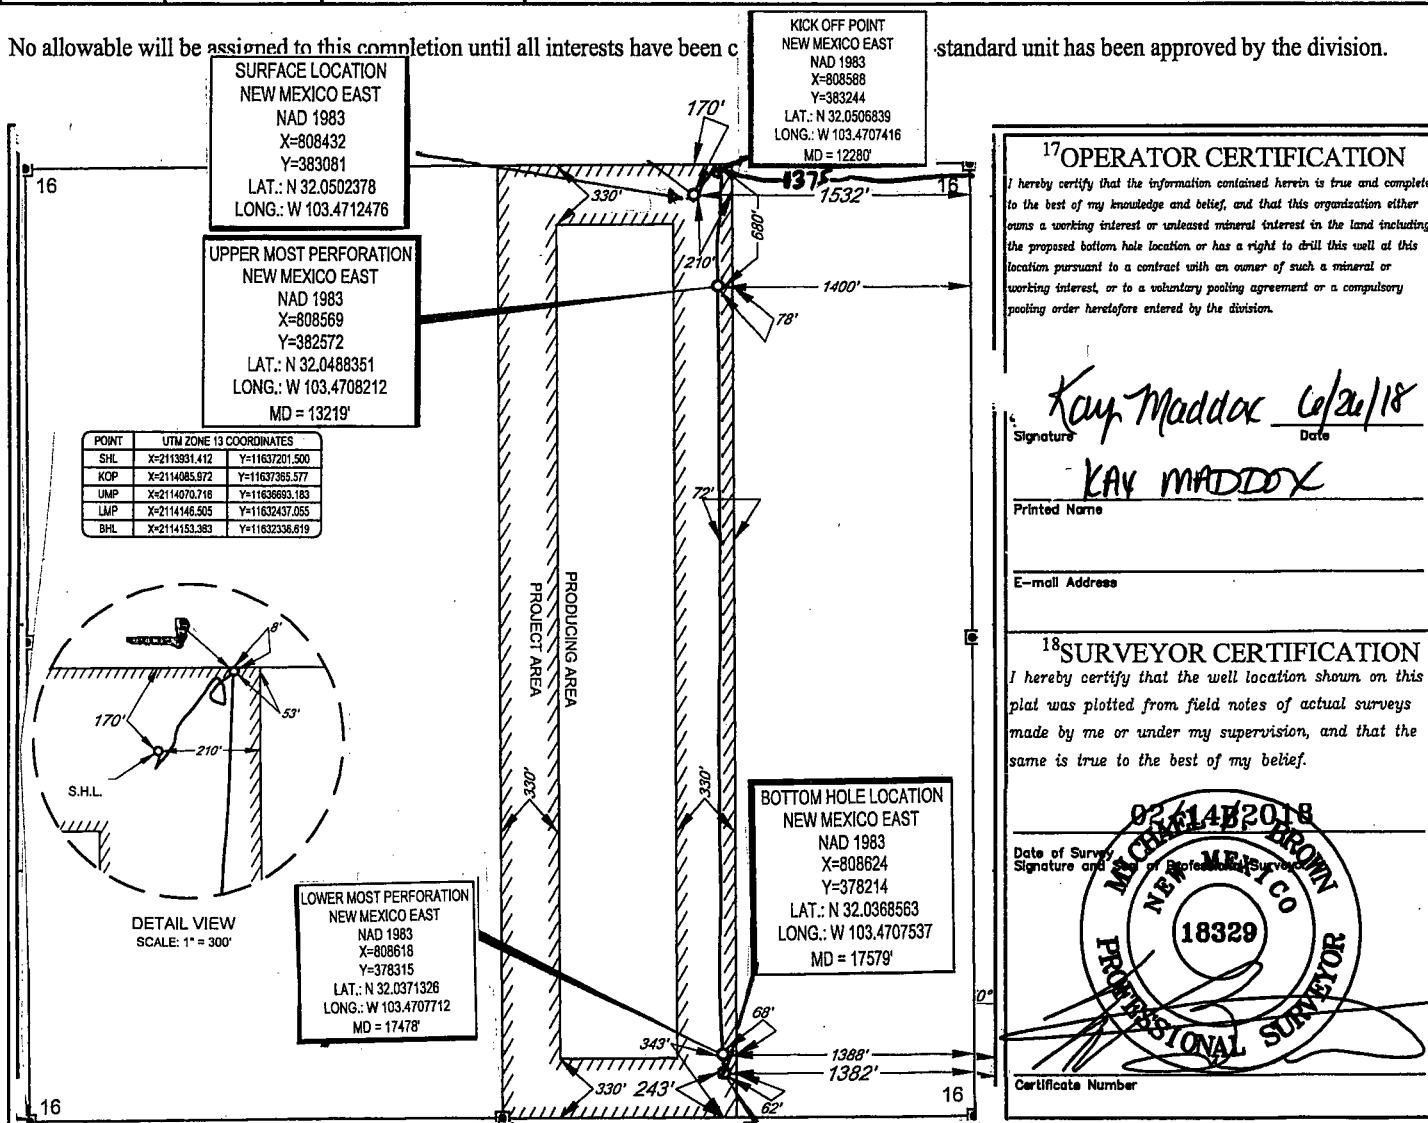 No allowable will be assigned to this completion until all interests have been c
standard unit has been approved by the division.
SURFACE LOCATION
NEW MEXICO EAST
NAD 1983
X=808432
Y=383081
LAT.: N 32.0502378
LONG.: W 103.4712476
KICK OFF POINT
NEW MEXICO EAST
NAD 1983
X=808588
Y=383244
LAT.: N 32.0506839
LONG.: W 103.4707416
MD = 12280'
UPPER MOST PERFORATION
NEW MEXICO EAST
NAD 1983
X=808569
Y=382572
LAT.: N 32.0488351
LONG.: W 103.4708212
MD = 13219'
16
16
170'
1375
1532'
330'
210'
680'
1400'
78'
POINT UTM ZONE 13 COORDINATES
SHL X=2113931.412 Y=11637201.500
KOP X=2114085.972 Y=11637365.577
UMP X=2114070.716 Y=11636693.183
LMP X=2114146.505 Y=11632437.055
BHL X=2114153.383 Y=11632336.619
72'
PRODUCING AREA
PROJECT AREA
8'
53'
170'
210'
S.H.L.
DETAIL VIEW
SCALE: 1" = 300'
330'
330'
LOWER MOST PERFORATION
NEW MEXICO EAST
NAD 1983
X=808618
Y=378315
LAT.: N 32.0371326
LONG.: W 103.4707712
MD = 17478'
BOTTOM HOLE LOCATION
NEW MEXICO EAST
NAD 1983
X=808624
Y=378214
LAT.: N 32.0368563
LONG.: W 103.4707537
MD = 17579'
68'
343'
1388'
1382'
330'
243'
62'
16
16
0"
17 OPERATOR CERTIFICATION
I hereby certify that the information contained herein is true and complete
to the best of my knowledge and belief, and that this organization either
owns a working interest or unleased mineral interest in the land including
the proposed bottom hole location or has a right to drill this well at this
location pursuant to a contract with an owner of such a mineral or
working interest, or to a voluntary pooling agreement or a compulsory
pooling order heretofore entered by the division.
Kay Maddox 6/26/18
Signature Date
KAY MADDOX
Printed Name
E-mail Address
18 SURVEYOR CERTIFICATION
I hereby certify that the well location shown on this
plat was plotted from field notes of actual surveys
made by me or under my supervision, and that the
same is true to the best of my belief.
02/14/2018
Date of Survey
Signature and Seal of Professional Surveyor
MICHAEL B. BROWN
NEW MEXICO
18329
PROFESSIONAL SURVEYOR
Certificate Number